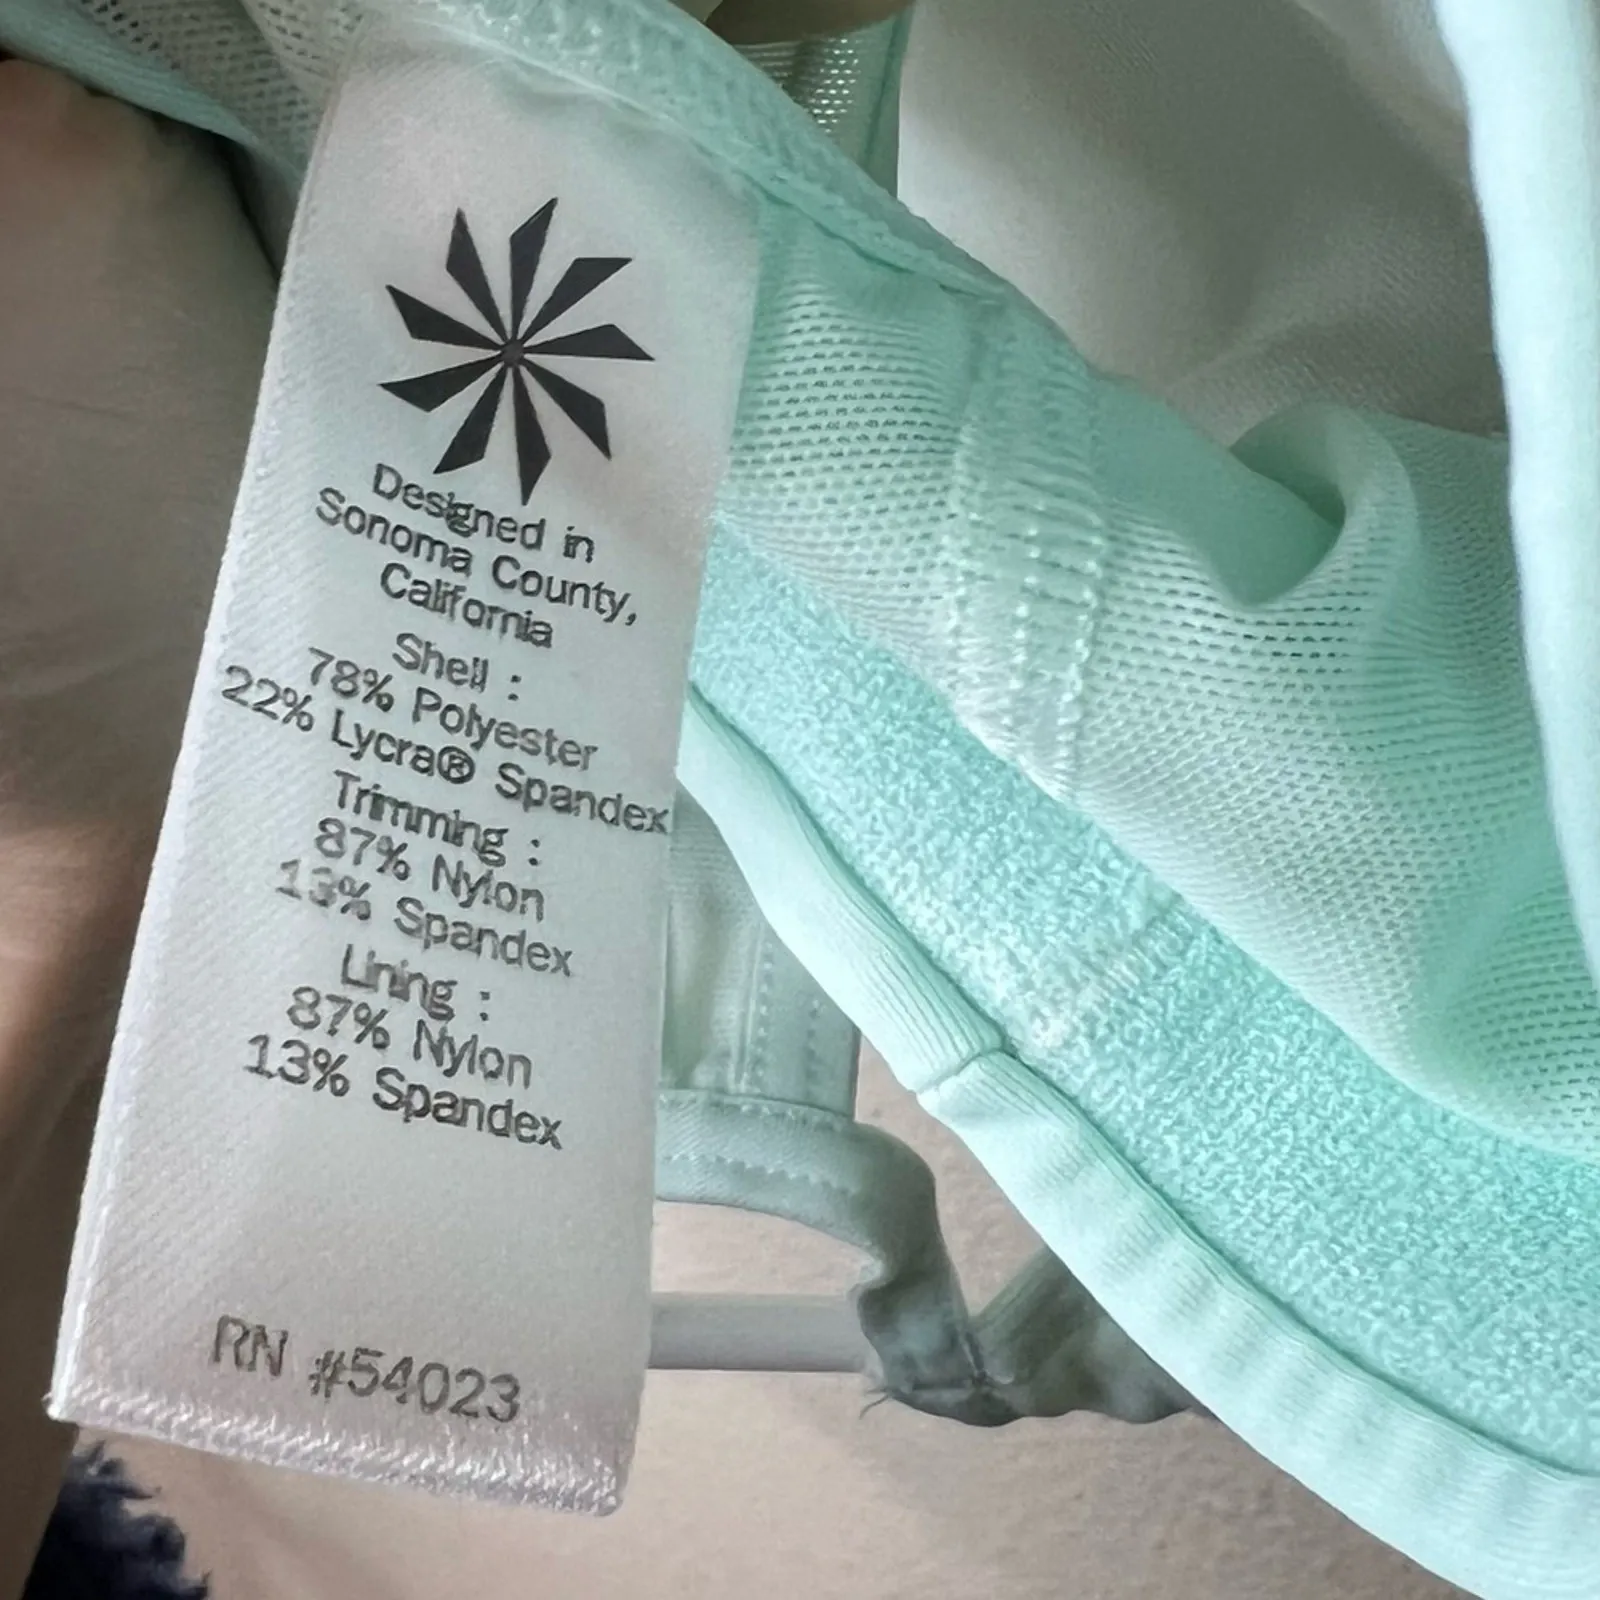 Designed in
Sonoma County,
California
Shell :
78% Polyester
22% Lycra® Spandex
Trimming :
87% Nylon
13% Spandex
Lining :
87% Nylon
13% Spandex
RN #54023